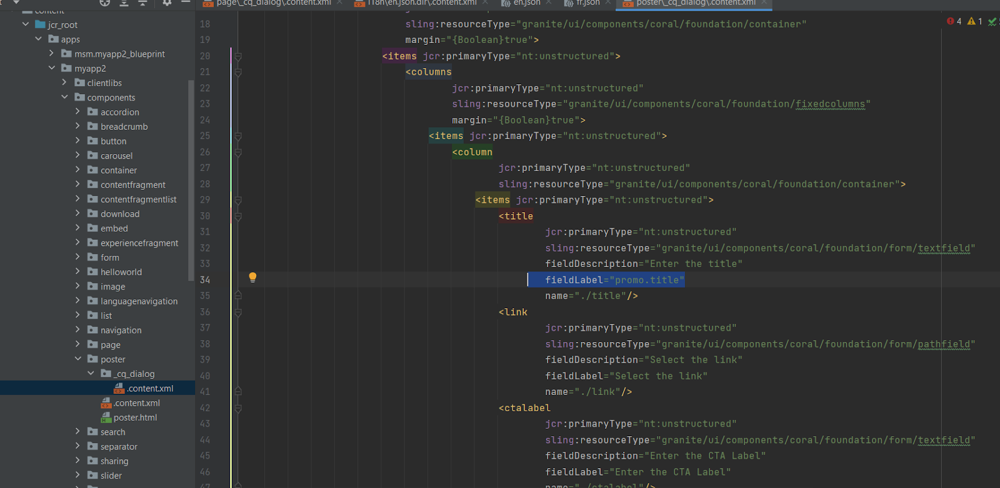 page\_cq_dialog\.content.xml
i18n\en.json.dir\.content.xml
en.json
fr.json
poster\_cq_dialog\.content.xml
content
jcr_root
apps
msm.myapp2_blueprint
myapp2
clientlibs
components
accordion
breadcrumb
button
carousel
container
contentfragment
contentfragmentlist
download
embed
experiencefragment
form
helloworld
image
languagenavigation
list
navigation
page
poster
_cq_dialog
.content.xml
.content.xml
poster.html
search
separator
sharing
slider
4 1
18 sling:resourceType="granite/ui/components/coral/foundation/container"
19 margin="{Boolean}true">
20 <items jcr:primaryType="nt:unstructured">
21 <columns
22 jcr:primaryType="nt:unstructured"
23 sling:resourceType="granite/ui/components/coral/foundation/fixedcolumns"
24 margin="{Boolean}true">
25 <items jcr:primaryType="nt:unstructured">
26 <column
27 jcr:primaryType="nt:unstructured"
28 sling:resourceType="granite/ui/components/coral/foundation/container">
29 <items jcr:primaryType="nt:unstructured">
30 <title
31 jcr:primaryType="nt:unstructured"
32 sling:resourceType="granite/ui/components/coral/foundation/form/textfield"
33 fieldDescription="Enter the title"
34 fieldLabel="promo.title"
35 name="./title"/>
36 <link
37 jcr:primaryType="nt:unstructured"
38 sling:resourceType="granite/ui/components/coral/foundation/form/pathfield"
39 fieldDescription="Select the link"
40 fieldLabel="Select the link"
41 name="./link"/>
42 <ctalabel
43 jcr:primaryType="nt:unstructured"
44 sling:resourceType="granite/ui/components/coral/foundation/form/textfield"
45 fieldDescription="Enter the CTA Label"
46 fieldLabel="Enter the CTA Label"
47 name="./ctalabel"/>